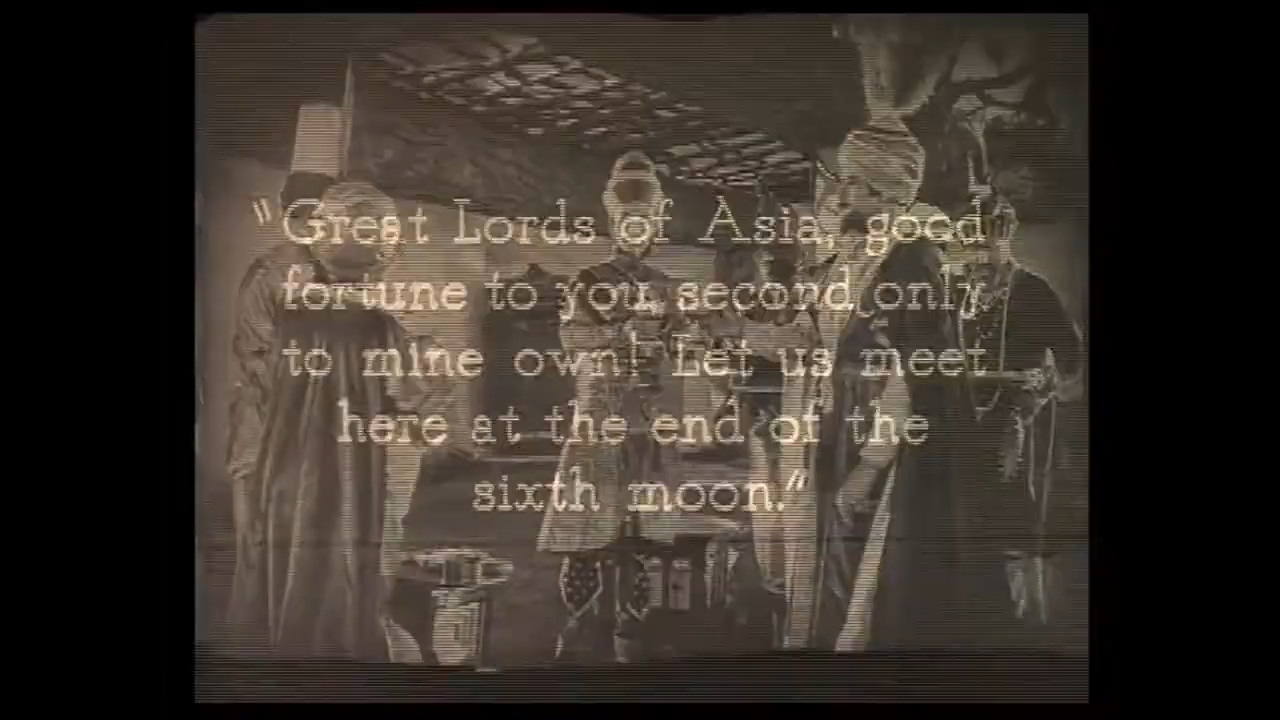 "Great Lords of Asia, good
fortune to you, second only
to mine own! Let us meet
here at the end of the
sixth moon."